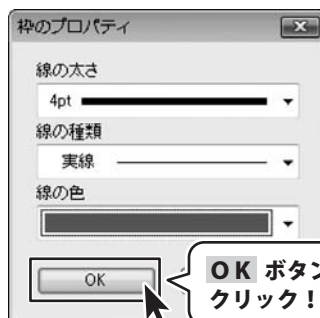 枠のプロパティ
線の太さ
4pt
線の種類
実線
線の色
OK
OK ボタン
クリック！